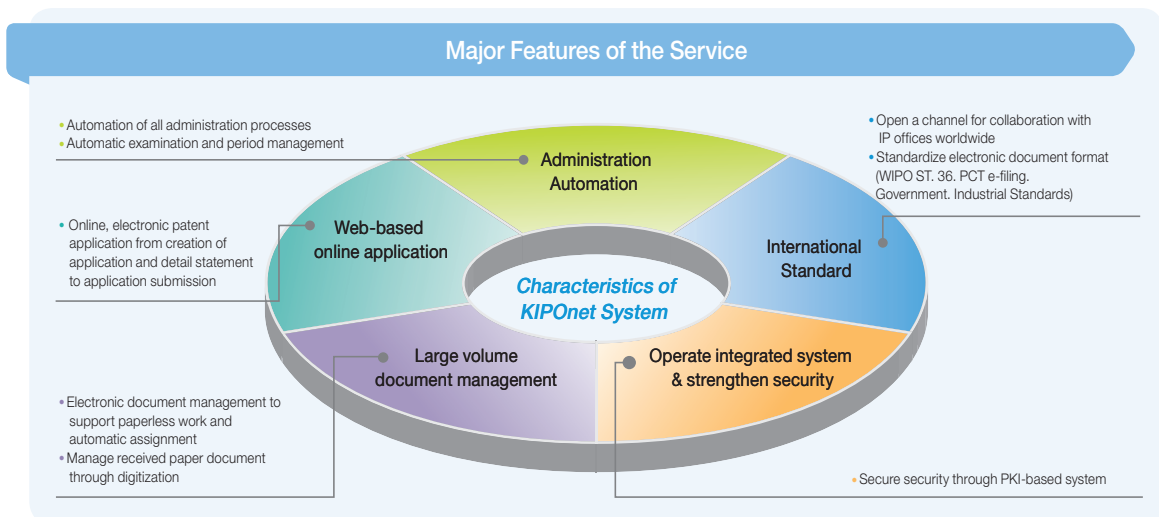 Major Features of the Service
• Automation of all administration processes
• Automatic examination and period management
Administration
Automation
• Open a channel for collaboration with
IP offices worldwide
• Standardize electronic document format
(WIPO ST. 36. PCT e-filing.
Government. Industrial Standards)
• Online, electronic patent
application from creation of
application and detail statement
to application submission
Web-based
online application
International
Standard
Characteristics of
KIPOnet System
Large volume
document management
Operate integrated system
& strengthen security
• Electronic document management to
support paperless work and
automatic assignment
• Manage received paper document
through digitization
• Secure security through PKI-based system